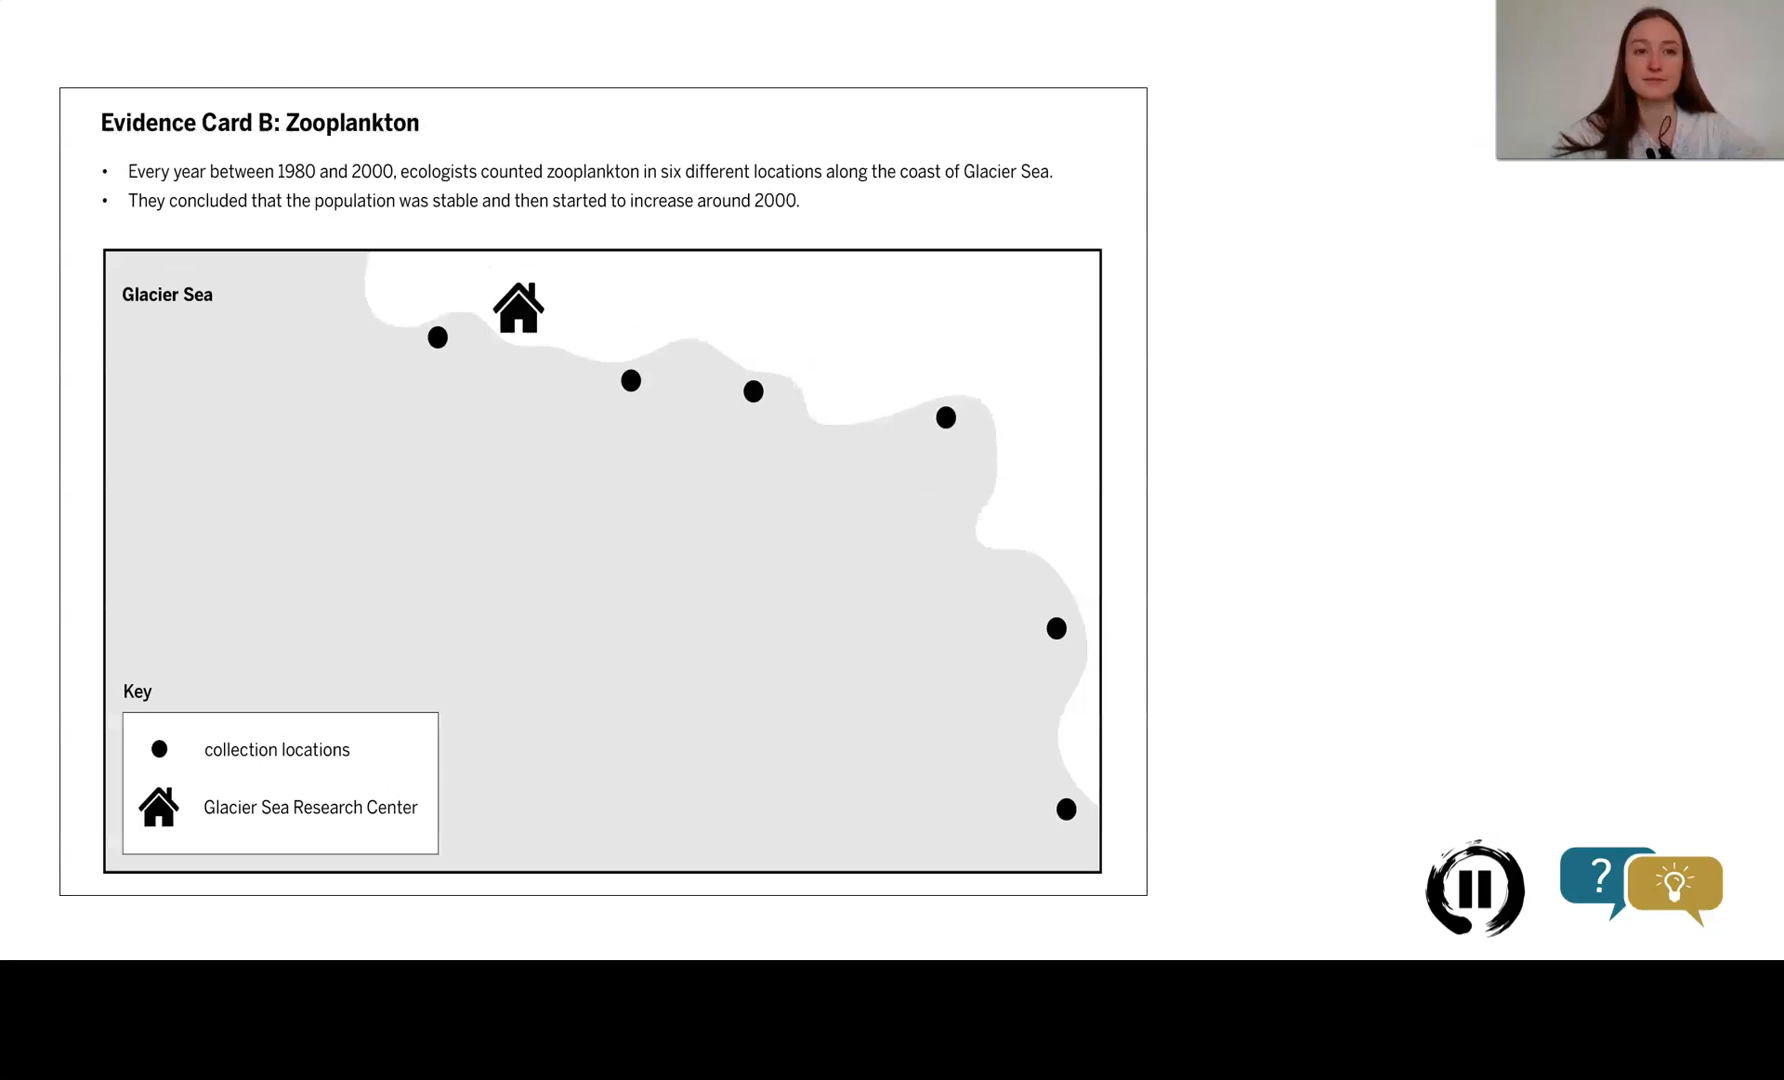 Evidence Card B: Zooplankton
• Every year between 1980 and 2000, ecologists counted zooplankton in six different locations along the coast of Glacier Sea.
• They concluded that the population was stable and then started to increase around 2000.
Glacier Sea
Key
collection locations
Glacier Sea Research Center
?